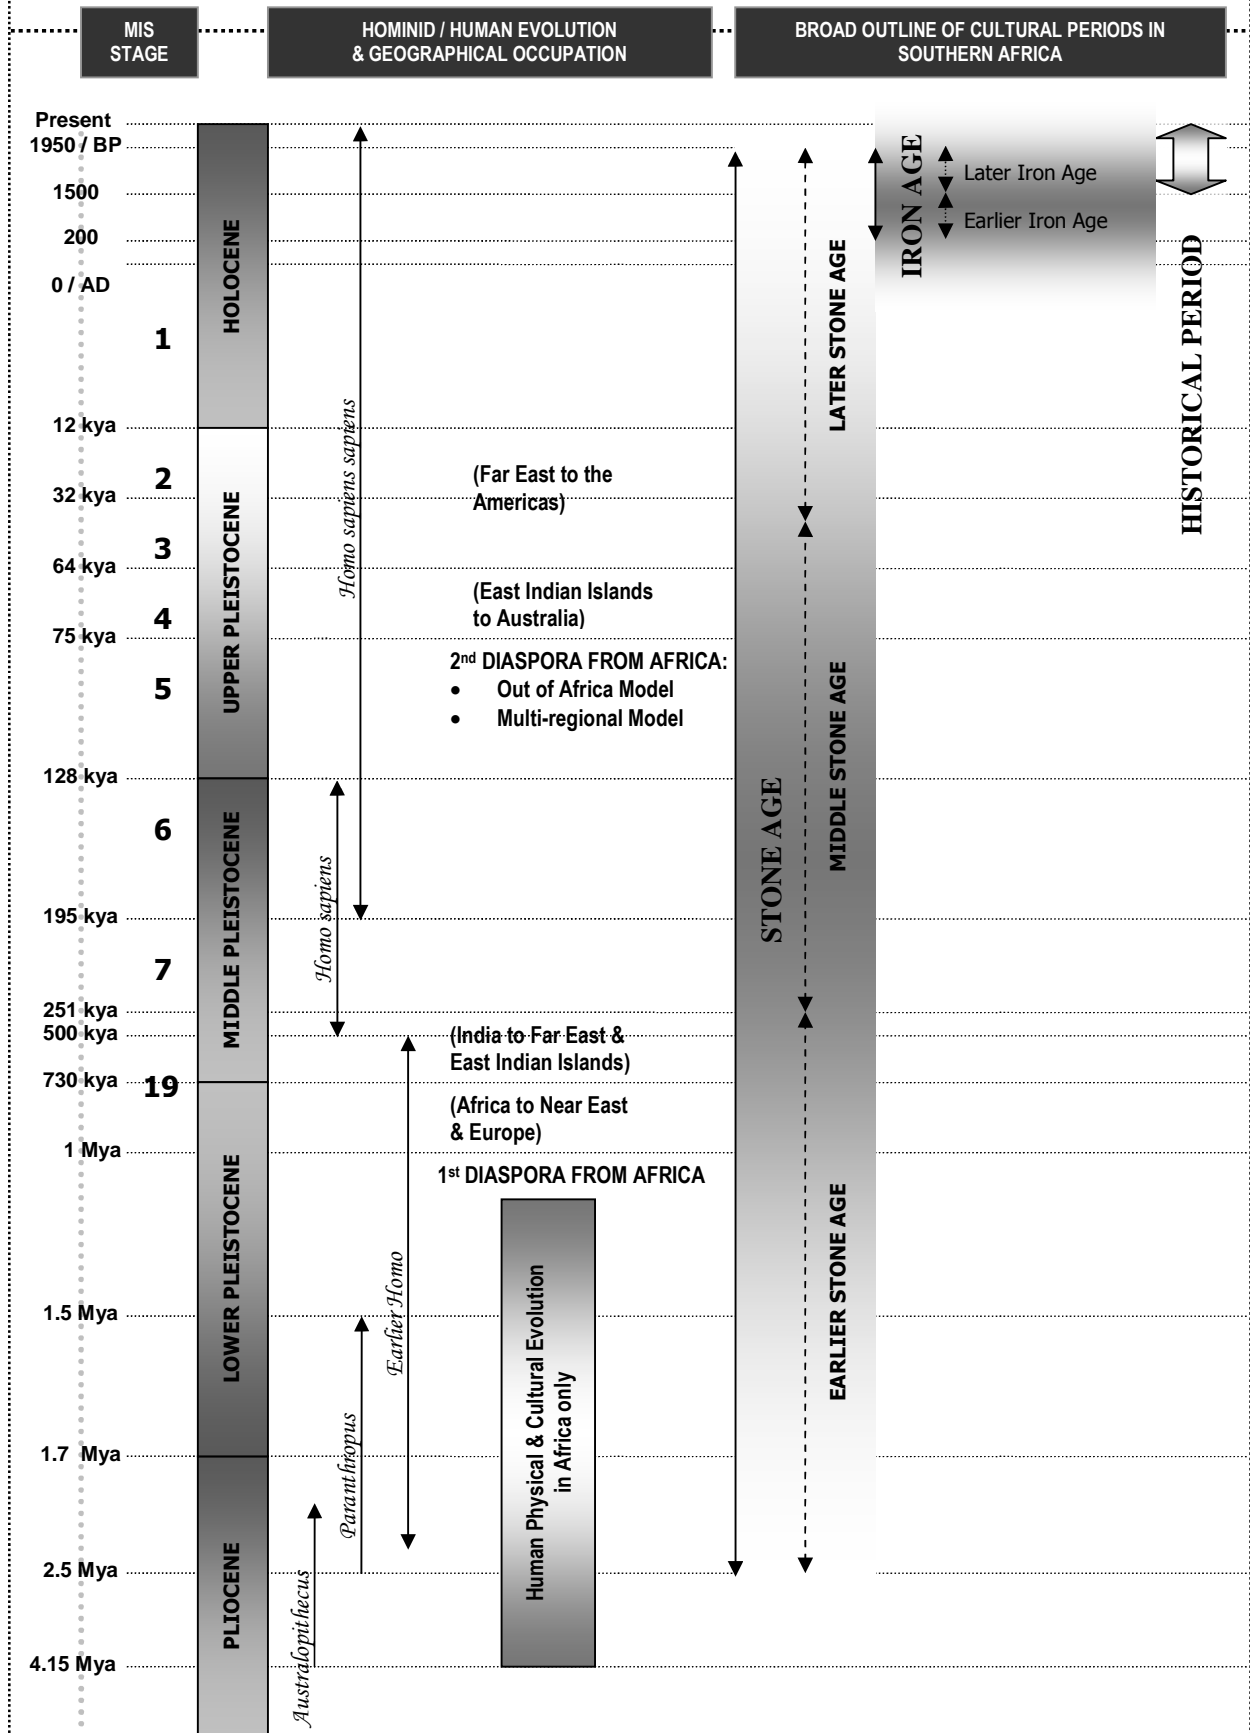 MIS
STAGE
HOMINID / HUMAN EVOLUTION
& GEOGRAPHICAL OCCUPATION
BROAD OUTLINE OF CULTURAL PERIODS IN
SOUTHERN AFRICA
Present
1950 / BP
1500
200
0 / AD
12 kya
32 kya
64 kya
75 kya
128 kya
195 kya
251 kya
500 kya
730 kya
1 Mya
1.5 Mya
1.7 Mya
2.5 Mya
4.15 Mya
1
2
3
4
5
6
7
19
HOLOCENE
UPPER PLEISTOCENE
MIDDLE PLEISTOCENE
LOWER PLEISTOCENE
PLIOCENE
Homo sapiens sapiens
Homo sapiens
Earlier Homo
Paranthropus
Australopithecus
(Far East to the
Americas)
(East Indian Islands
to Australia)
2nd DIASPORA FROM AFRICA:
• Out of Africa Model
• Multi-regional Model
(India to Far East &
East Indian Islands)
(Africa to Near East
& Europe)
1st DIASPORA FROM AFRICA
Human Physical & Cultural Evolution
in Africa only
STONE AGE
LATER STONE AGE
MIDDLE STONE AGE
EARLIER STONE AGE
IRON AGE
Later Iron Age
Earlier Iron Age
HISTORICAL PERIOD